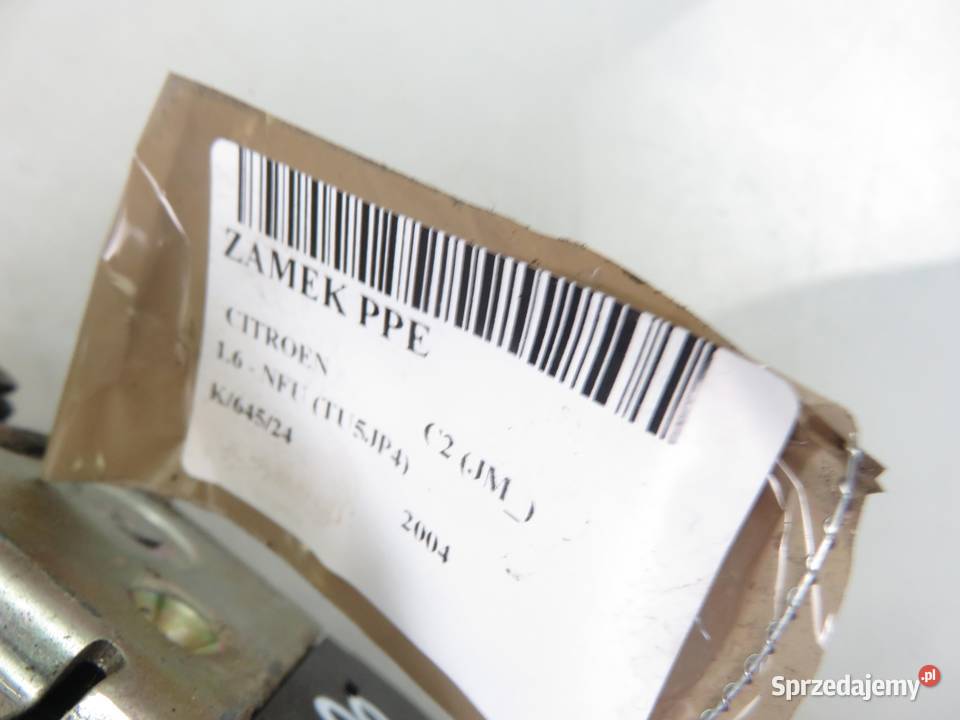 ZAMEK PPE
CITROEN C2 (JM_)
1.6 - NFU (TU5JP4)
K/645/24 2004
Sprzedajemy.pl